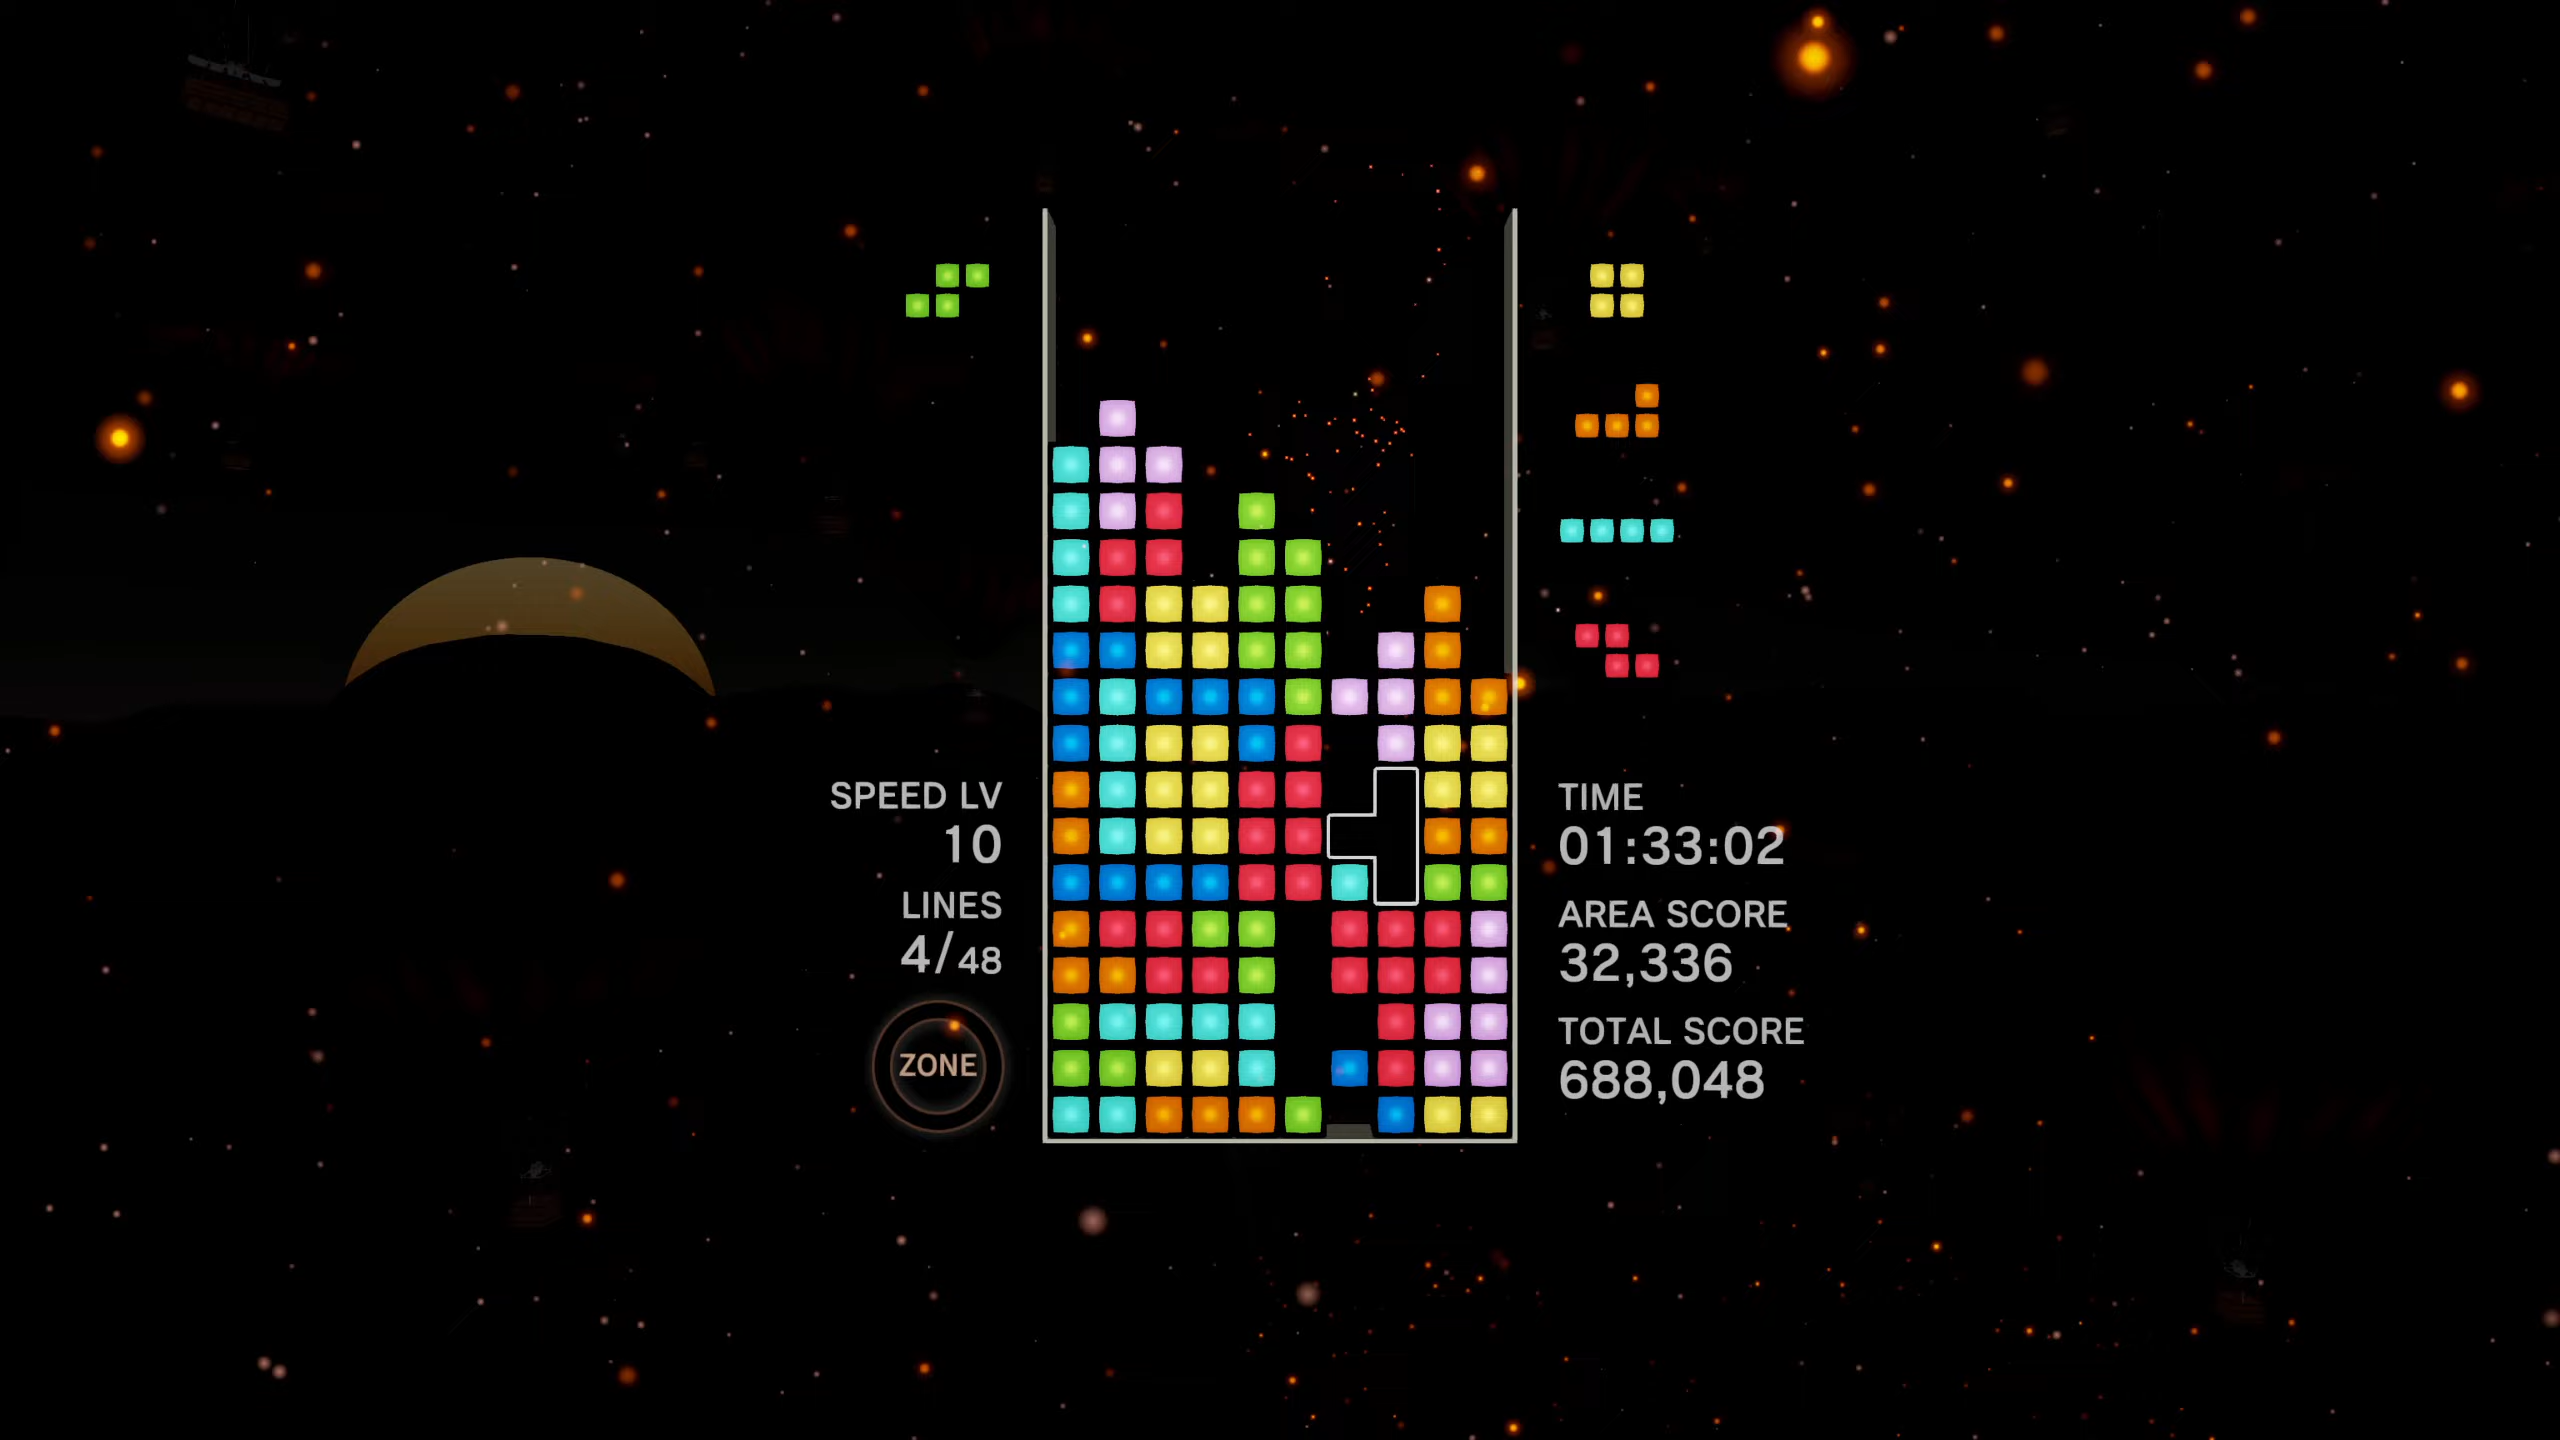 SPEED LV
10
LINES
4/48
ZONE
TIME
01:33:02
AREA SCORE
32,336
TOTAL SCORE
688,048